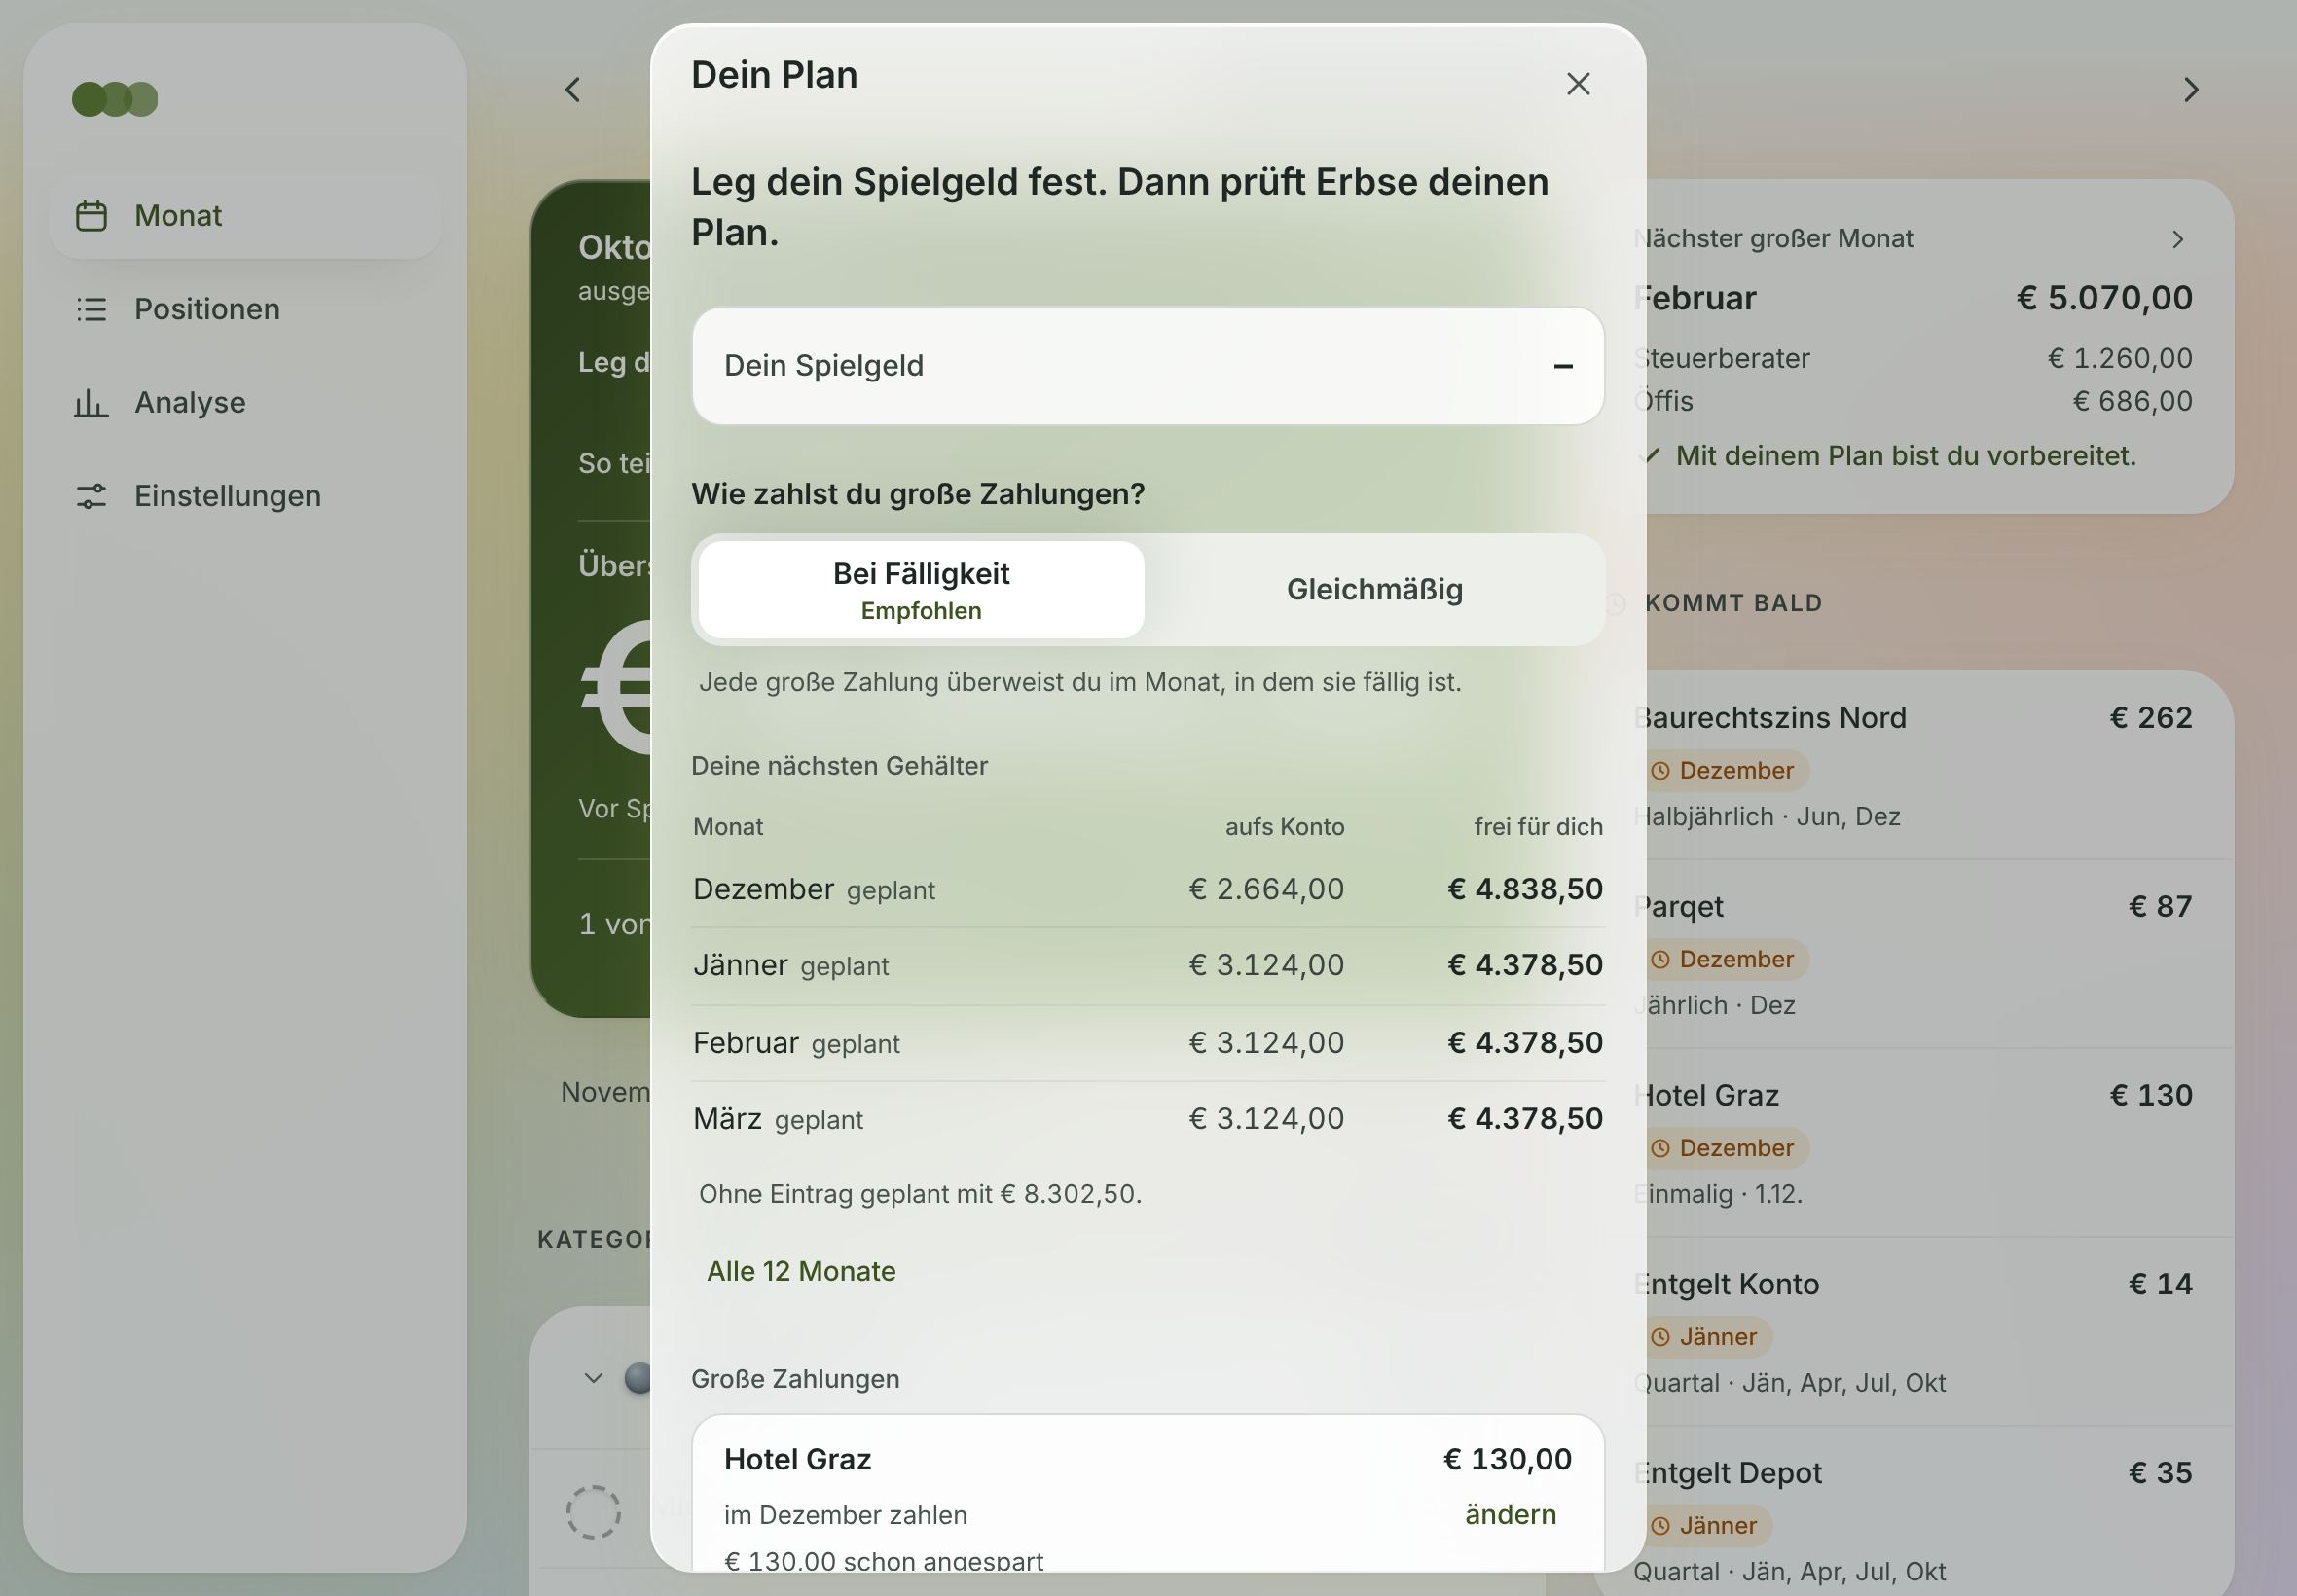 Monat
Positionen
Analyse
Einstellungen
ausge
Leg d
So tei
€
1 von
Novem
Dein Plan
Leg dein Spielgeld fest. Dann prüft Erbse deinen
Plan.
Dein Spielgeld –
Wie zahlst du große Zahlungen?
Bei Fälligkeit
Empfohlen
Gleichmäßig
Jede große Zahlung überweist du im Monat, in dem sie fällig ist.
Deine nächsten Gehälter
Monat aufs Konto frei für dich
Dezember geplant € 2.664,00 € 4.838,50
Jänner geplant € 3.124,00 € 4.378,50
Februar geplant € 3.124,00 € 4.378,50
März geplant € 3.124,00 € 4.378,50
Ohne Eintrag geplant mit € 8.302,50.
Alle 12 Monate
Große Zahlungen
Hotel Graz € 130,00
im Dezember zahlen ändern
€ 130,00 schon angespart
Nächster großer Monat
Februar € 5.070,00
Steuerberater € 1.260,00
Öffis € 686,00
Mit deinem Plan bist du vorbereitet.
KOMMT BALD
Baurechtszins Nord € 262
Dezember
Halbjährlich · Jun, Dez
Parqet € 87
Dezember
Jährlich · Dez
Hotel Graz € 130
Dezember
Einmalig · 1.12.
Entgelt Konto € 14
Jänner
Quartal · Jän, Apr, Jul, Okt
Entgelt Depot € 35
Jänner
Quartal · Jän, Apr, Jul, Okt